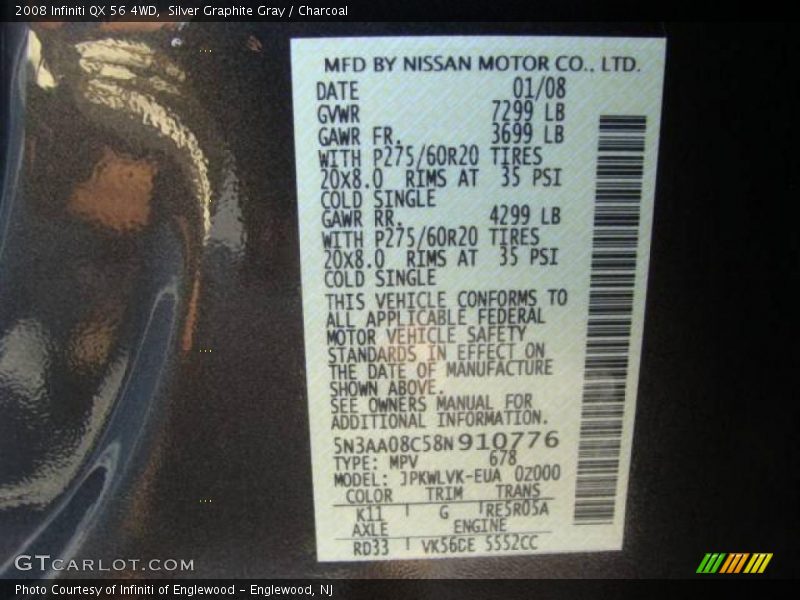 2008 Infiniti QX 56 4WD,  Silver Graphite Gray / Charcoal
MFD BY NISSAN MOTOR CO., LTD.
DATE 01/08
GVWR 7299 LB
GAWR FR. 3699 LB
WITH P275/60R20 TIRES
20X8.0 RIMS AT 35 PSI
COLD SINGLE
GAWR RR. 4299 LB
WITH P275/60R20 TIRES
20X8.0 RIMS AT 35 PSI
COLD SINGLE
THIS VEHICLE CONFORMS TO
ALL APPLICABLE FEDERAL
MOTOR VEHICLE SAFETY
STANDARDS IN EFFECT ON
THE DATE OF MANUFACTURE
SHOWN ABOVE.
SEE OWNERS MANUAL FOR
ADDITIONAL INFORMATION.
5N3AA08C58N910776
TYPE: MPV 678
MODEL: JPKWLVK-EUA 02000
COLOR TRIM TRANS
K11 G RE5R05A
AXLE ENGINE
RD33 VK56DE 5552CC
GTCARLOT.COM
Photo Courtesy of Infiniti of Englewood – Englewood, NJ